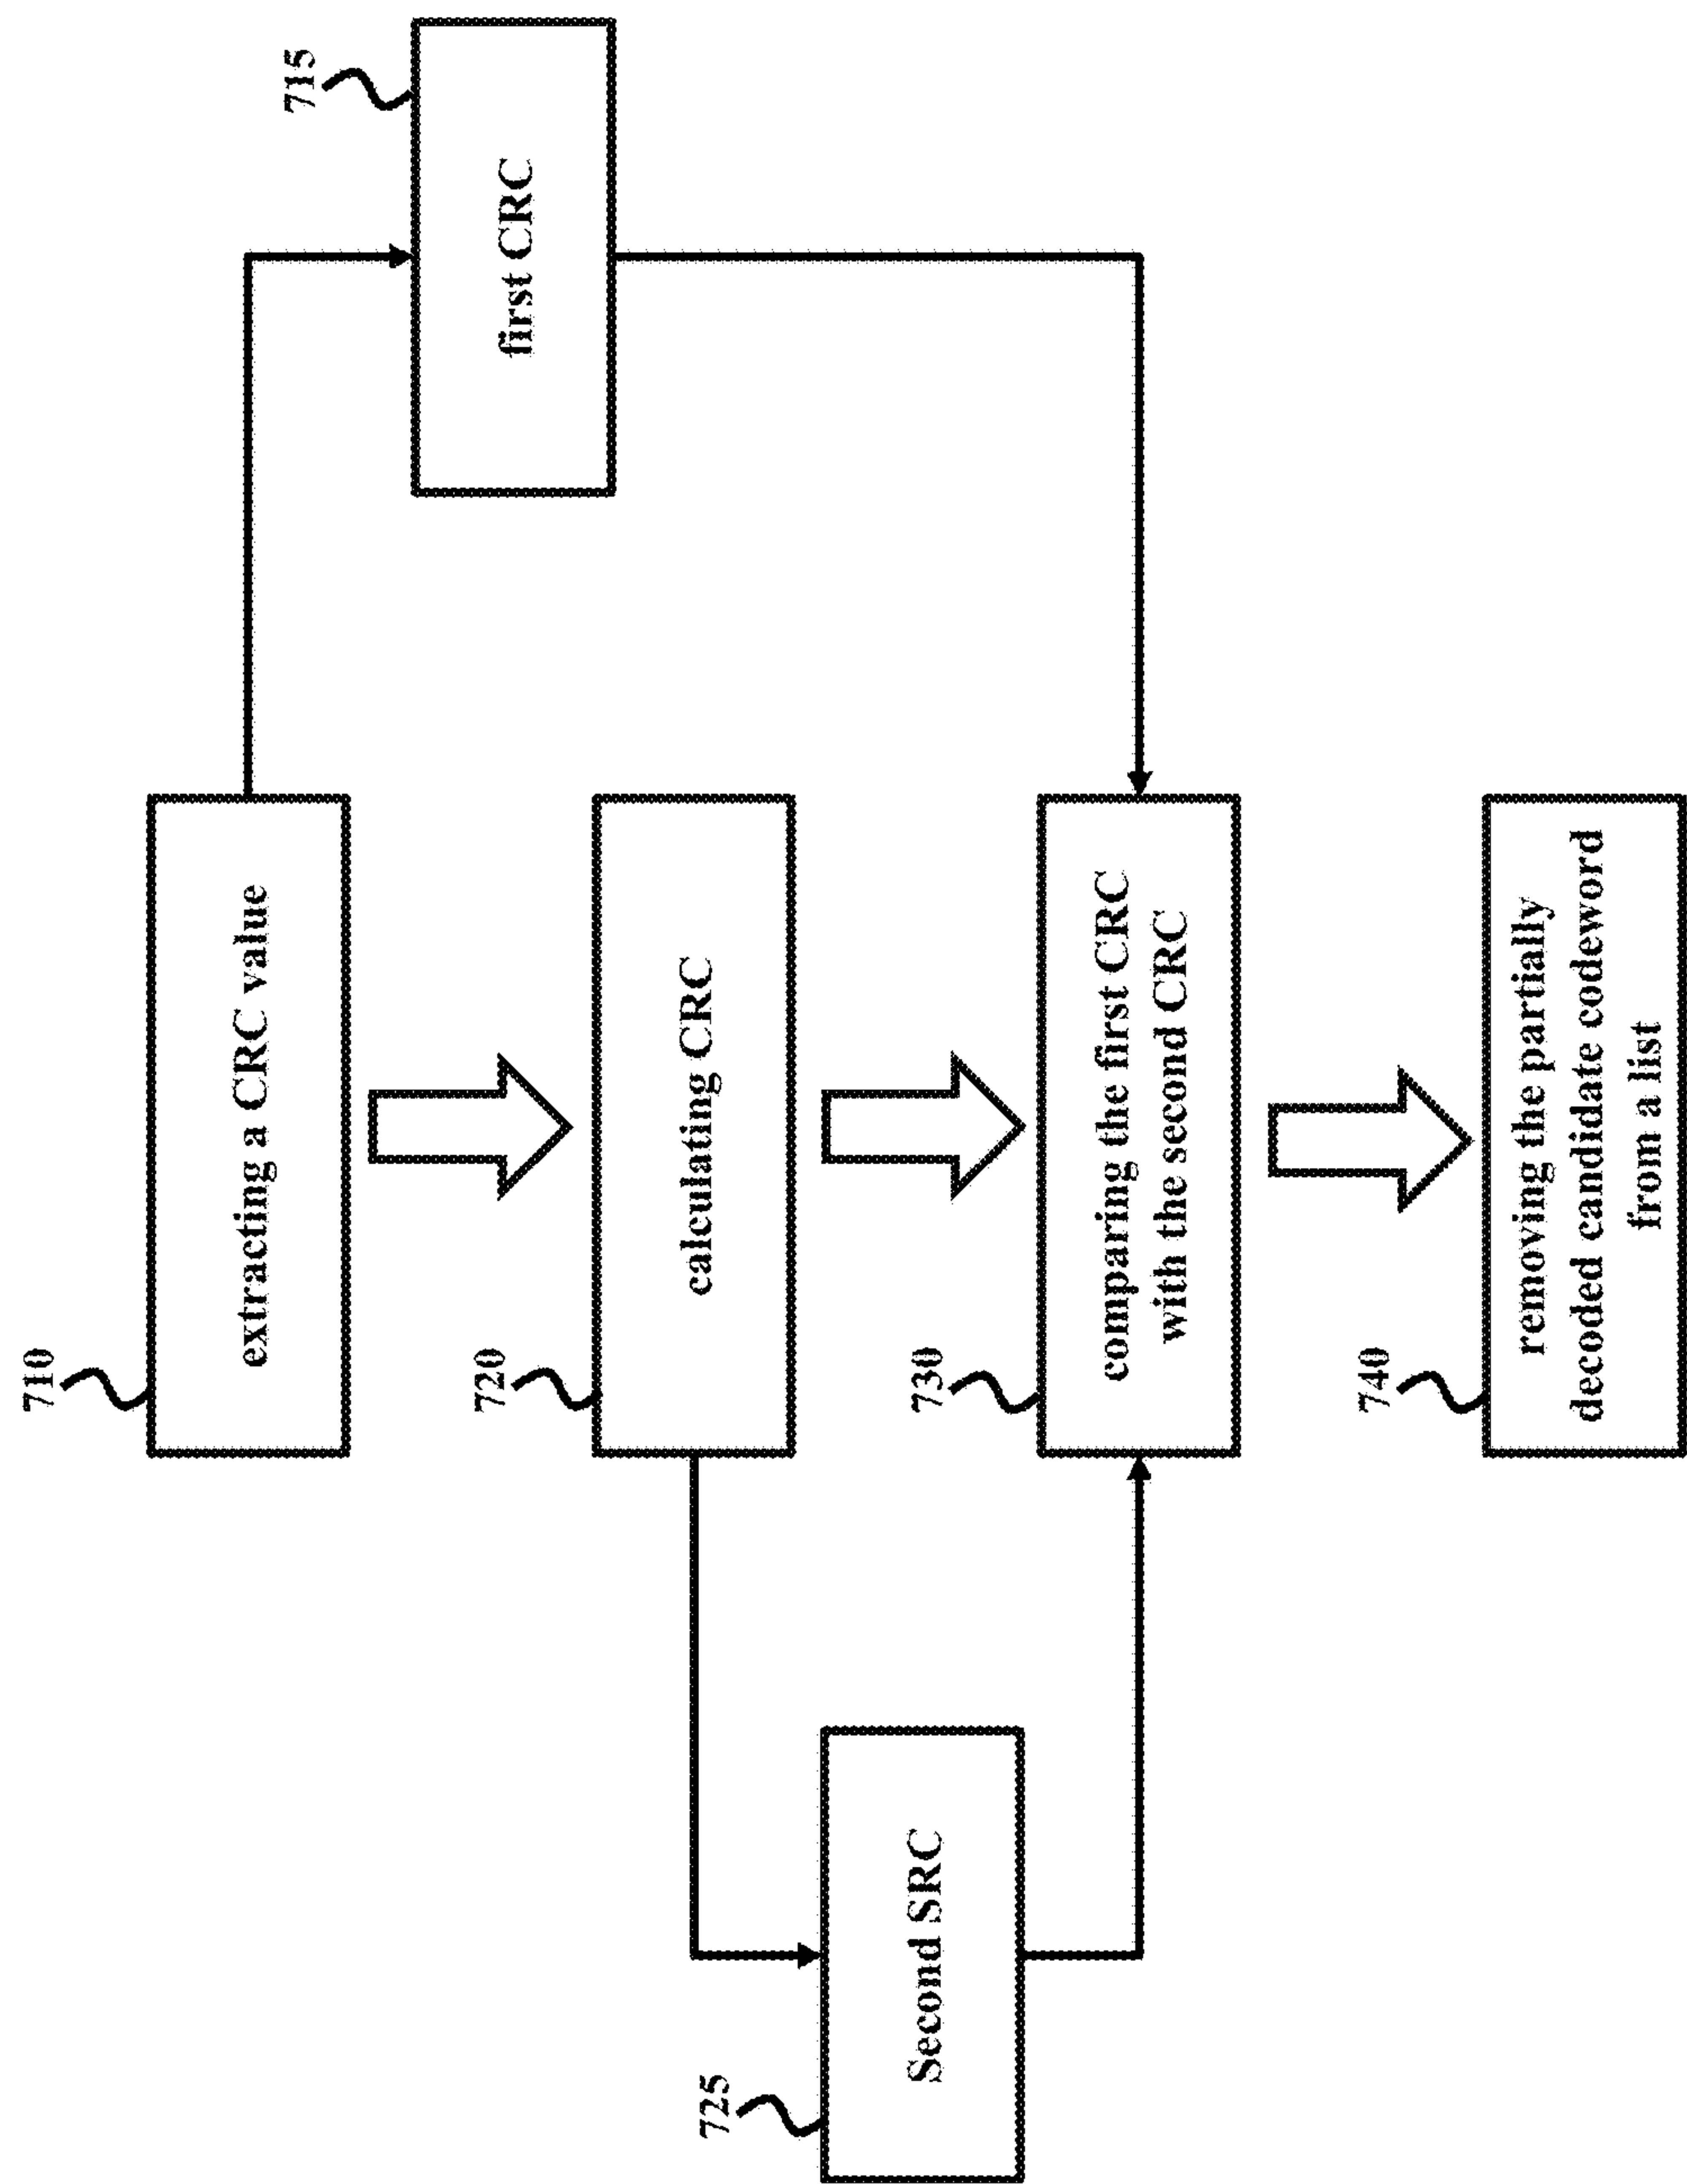 710
extracting a CRC value
715
first CRC
720
calculating CRC
725
Second SRC
730
comparing the first CRC
with the second CRC
740
removing the partially
decoded candidate codeword
from a list